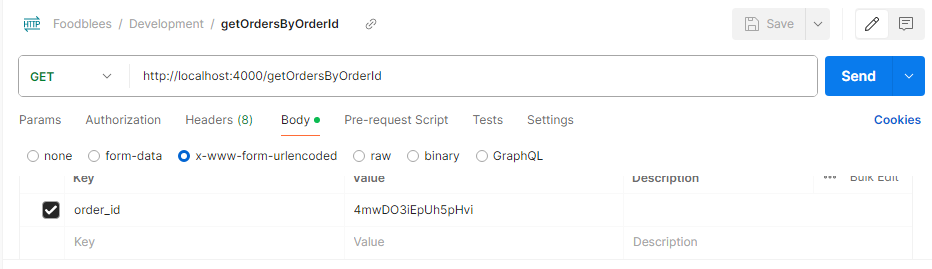 HTTP Foodblees / Development / getOrdersByOrderId Save
GET http://localhost:4000/getOrdersByOrderId Send
Params Authorization Headers (8) Body Pre-request Script Tests Settings Cookies
none form-data x-www-form-urlencoded raw binary GraphQL
Key Value Description ••• Bulk Edit
order_id 4mwDO3iEpUh5pHvi
Key Value Description